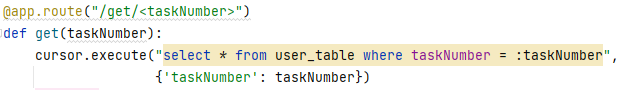 @app.route("/get/<taskNumber>")
def get(taskNumber):
cursor.execute("select * from user_table where taskNumber = :taskNumber",
{'taskNumber': taskNumber})